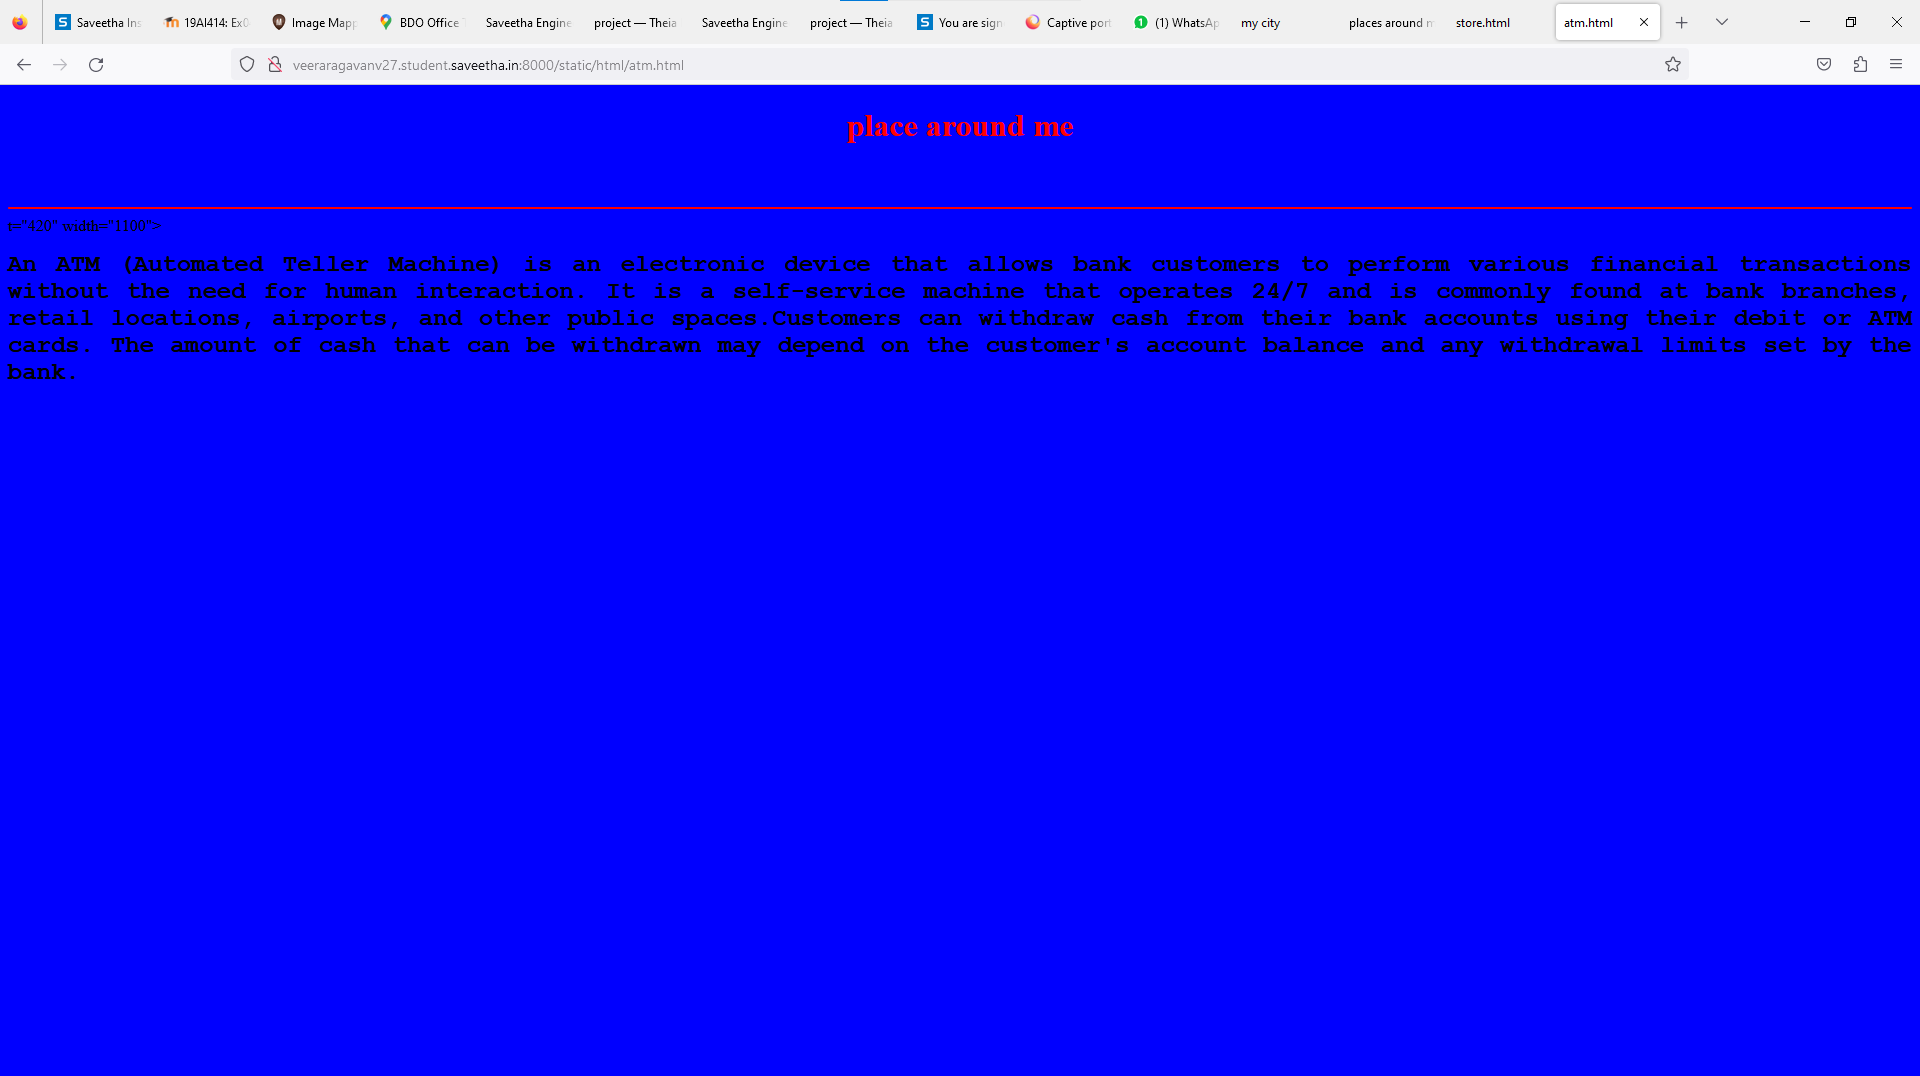 Saveetha Ins
19AI414: Ex0
Image Mapp
BDO Office T
Saveetha Engine
project — Theia
Saveetha Engine
project — Theia
You are sign
Captive port
(1) WhatsAp
my city
places around m
store.html
atm.html
veeraragavanv27.student.saveetha.in:8000/static/html/atm.html
place around me
t="420" width="1100">
An ATM (Automated Teller Machine) is an electronic device that allows bank customers to perform various financial transactions
without the need for human interaction. It is a self-service machine that operates 24/7 and is commonly found at bank branches,
retail locations, airports, and other public spaces.Customers can withdraw cash from their bank accounts using their debit or ATM
cards. The amount of cash that can be withdrawn may depend on the customer's account balance and any withdrawal limits set by the
bank.